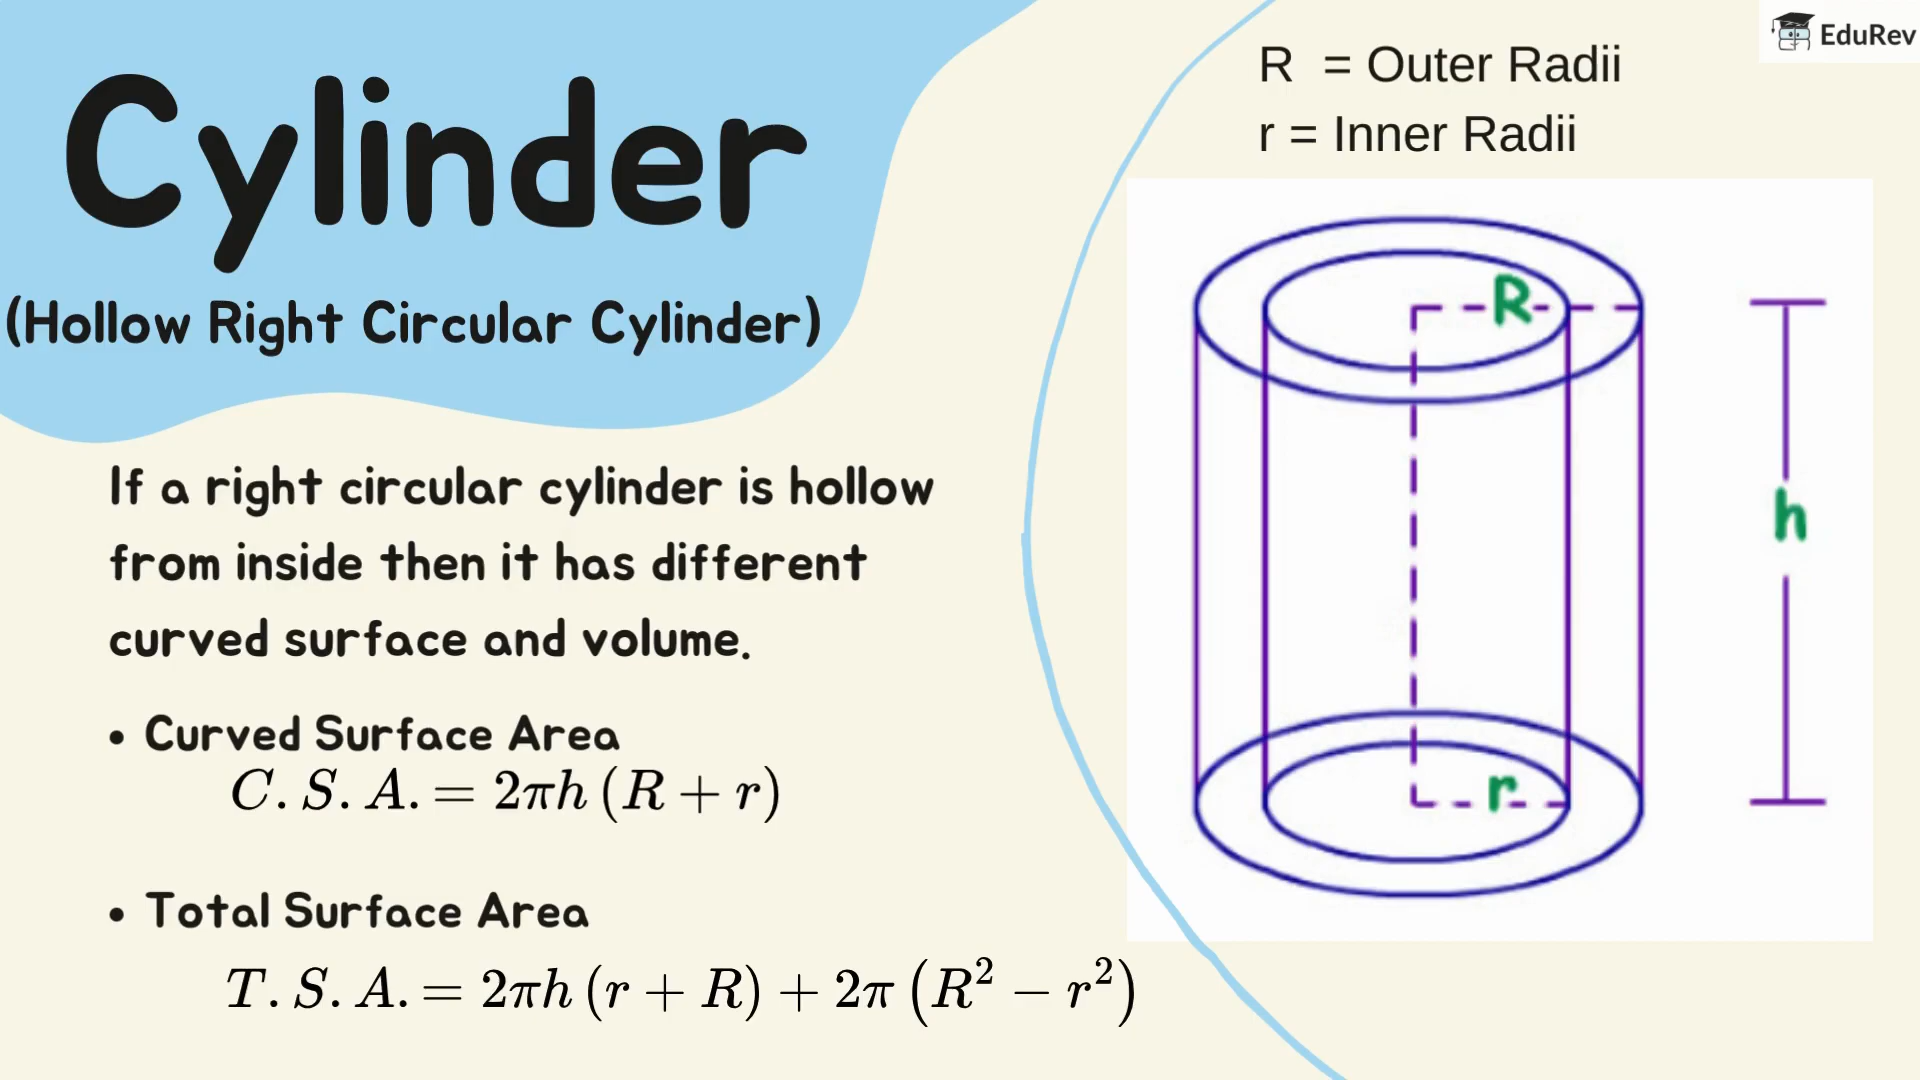 Cylinder
(Hollow Right Circular Cylinder)
If a right circular cylinder is hollow
from inside then it has different
curved surface and volume.
• Curved Surface Area
C. S. A. = 2πh (R + r)
• Total Surface Area
T. S. A. = 2πh (r + R) + 2π (R² − r²)
EduRev
R = Outer Radii
r = Inner Radii
R
h
r